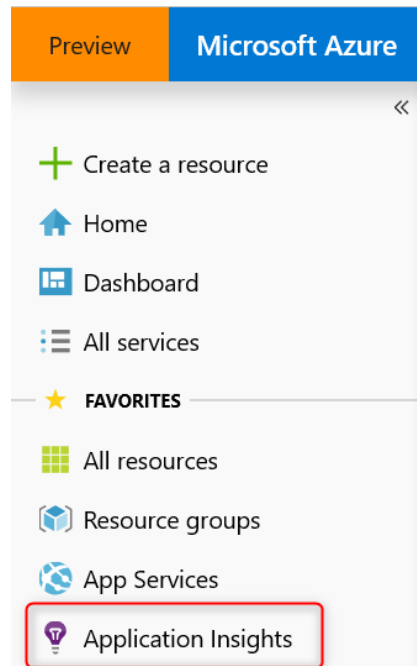 Preview Microsoft Azure
«
Create a resource
Home
Dashboard
All services
FAVORITES
All resources
Resource groups
App Services
Application Insights